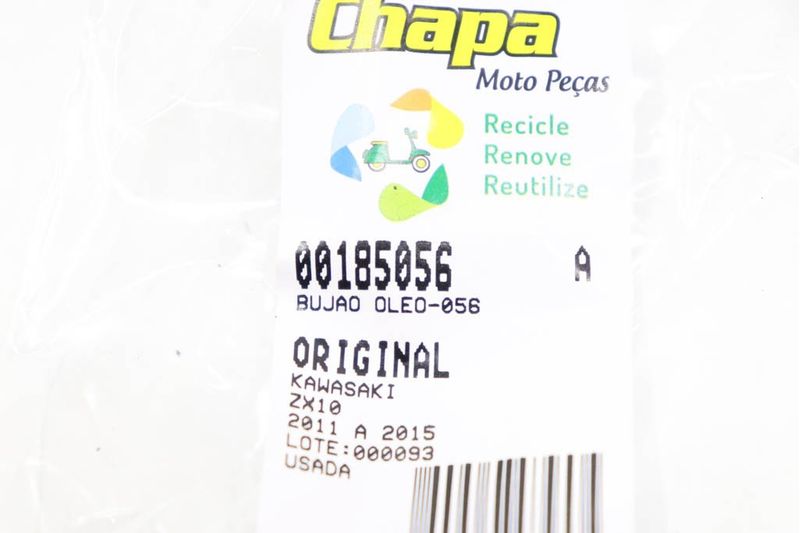 Chapa
Moto Peças
Recicle
Renove
Reutilize
00185056 A
BUJAO OLEO-056
ORIGINAL
KAWASAKI
ZX10
2011 A 2015
LOTE:000093
USADA